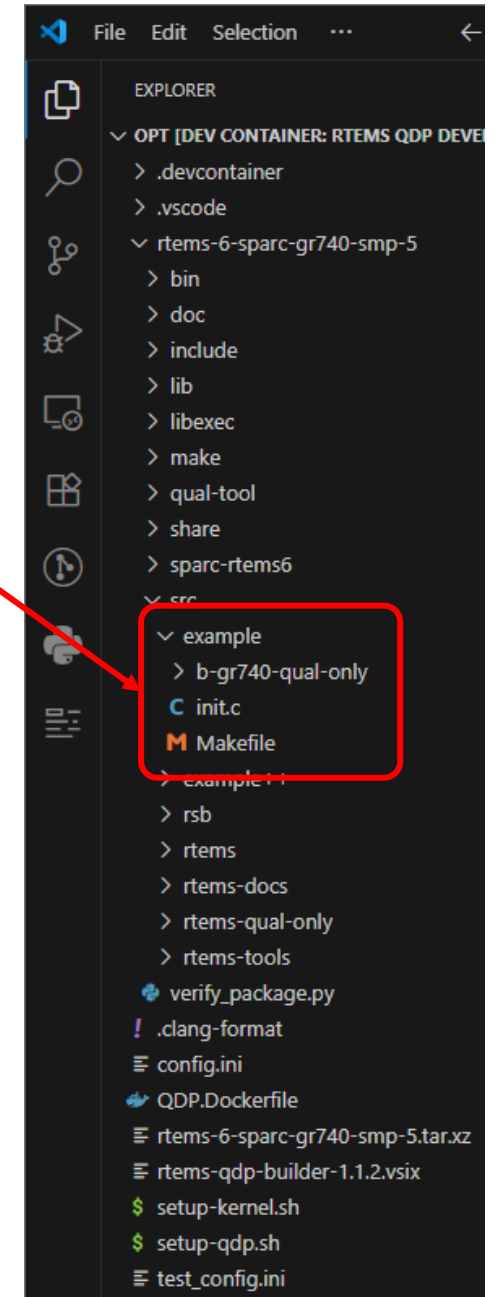 File Edit Selection ··· ←
EXPLORER
OPT [DEV CONTAINER: RTEMS QDP DEVE
.devcontainer
.vscode
rtems-6-sparc-gr740-smp-5
bin
doc
include
lib
libexec
make
qual-tool
share
sparc-rtems6
src
example
b-gr740-qual-only
C init.c
M Makefile
example++
rsb
rtems
rtems-docs
rtems-qual-only
rtems-tools
verify_package.py
! .clang-format
config.ini
QDP.Dockerfile
rtems-6-sparc-gr740-smp-5.tar.xz
rtems-qdp-builder-1.1.2.vsix
$ setup-kernel.sh
$ setup-qdp.sh
test_config.ini